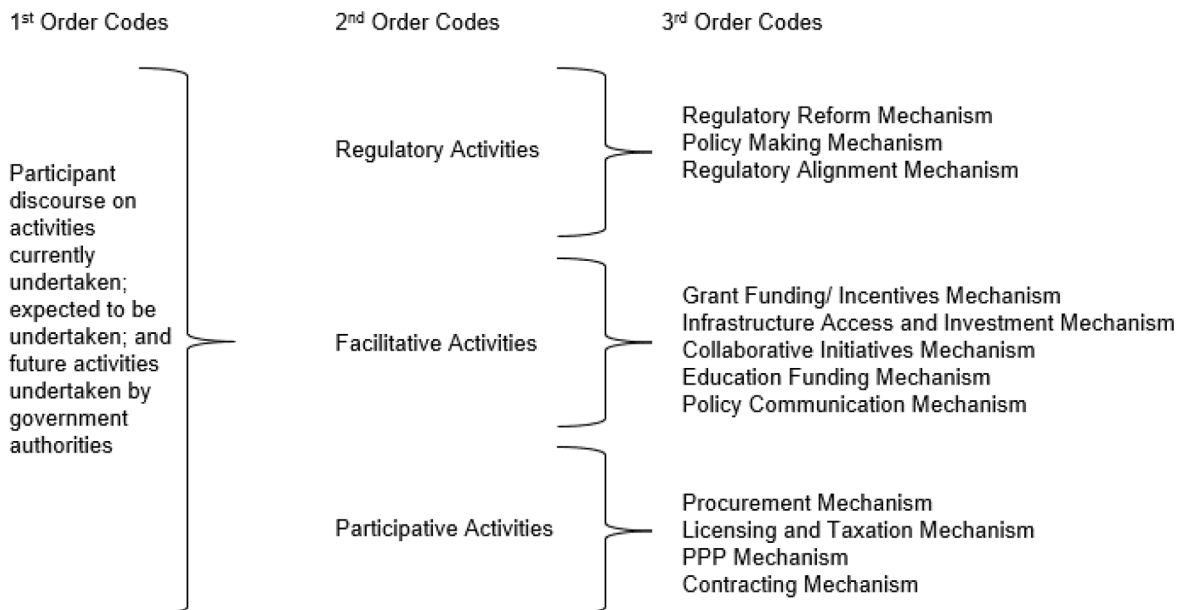 1st Order Codes
2nd Order Codes
3rd Order Codes
Participant
discourse on
activities
currently
undertaken;
expected to be
undertaken; and
future activities
undertaken by
government
authorities
Regulatory Activities
Regulatory Reform Mechanism
Policy Making Mechanism
Regulatory Alignment Mechanism
Facilitative Activities
Grant Funding/ Incentives Mechanism
Infrastructure Access and Investment Mechanism
Collaborative Initiatives Mechanism
Education Funding Mechanism
Policy Communication Mechanism
Participative Activities
Procurement Mechanism
Licensing and Taxation Mechanism
PPP Mechanism
Contracting Mechanism